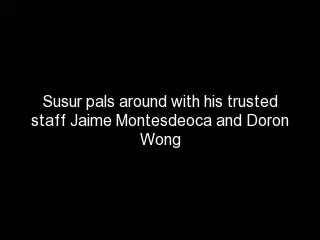 Susur pals around with his trusted
staff Jaime Montesdeoca and Doron
Wong